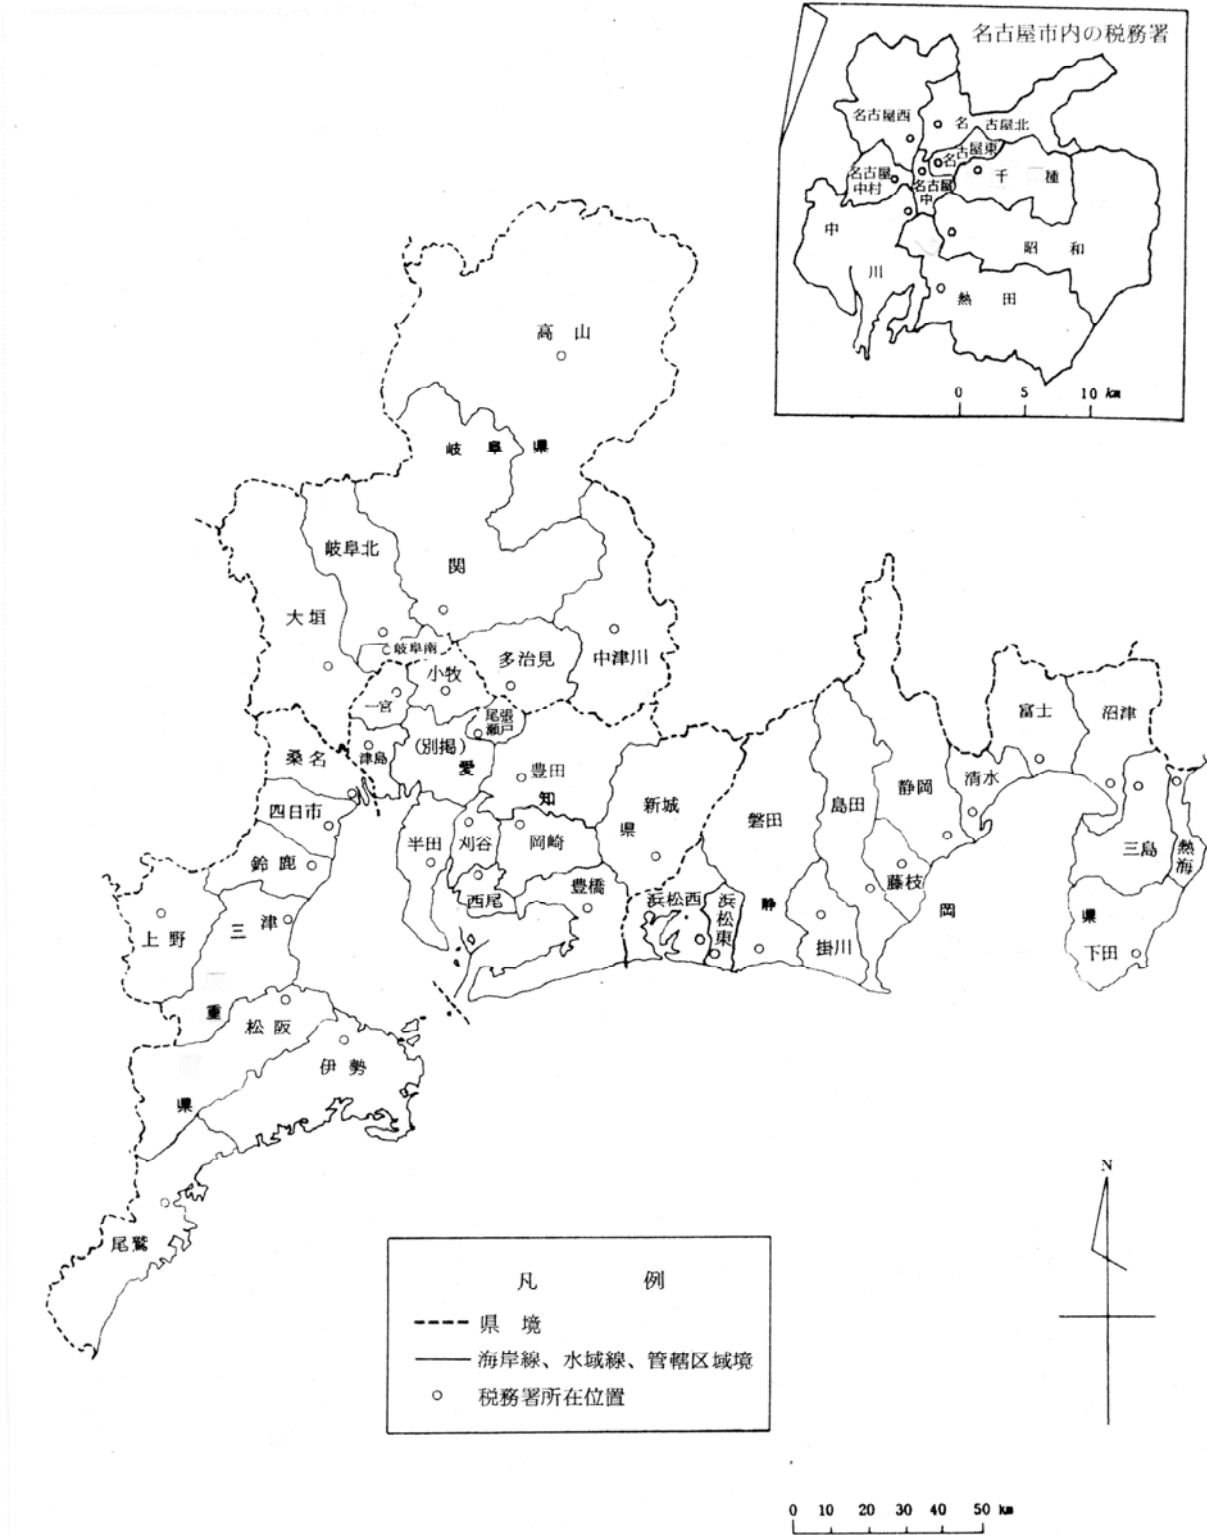 名古屋市内の税務署
名古屋西
名古屋北
名古屋東
名古屋
中村
名古屋
中
千種
中川
昭和
熱田
0 5 10 km
高山
岐阜県
岐阜北
関
大垣
岐阜南
多治見
中津川
小牧
一宮
尾張
瀬戸
(別掲)
津島
桑名
愛知県
豊田
新城
四日市
半田
刈谷
岡崎
鈴鹿
西尾
豊橋
上野
津
三重県
松阪
伊勢
尾鷲
浜松西
浜松東
磐田
島田
静岡
清水
富士
沼津
三島
熱海
藤枝
掛川
静岡県
下田
N
凡例
県境
海岸線、水域線、管轄区域境
税務署所在位置
0 10 20 30 40 50 km